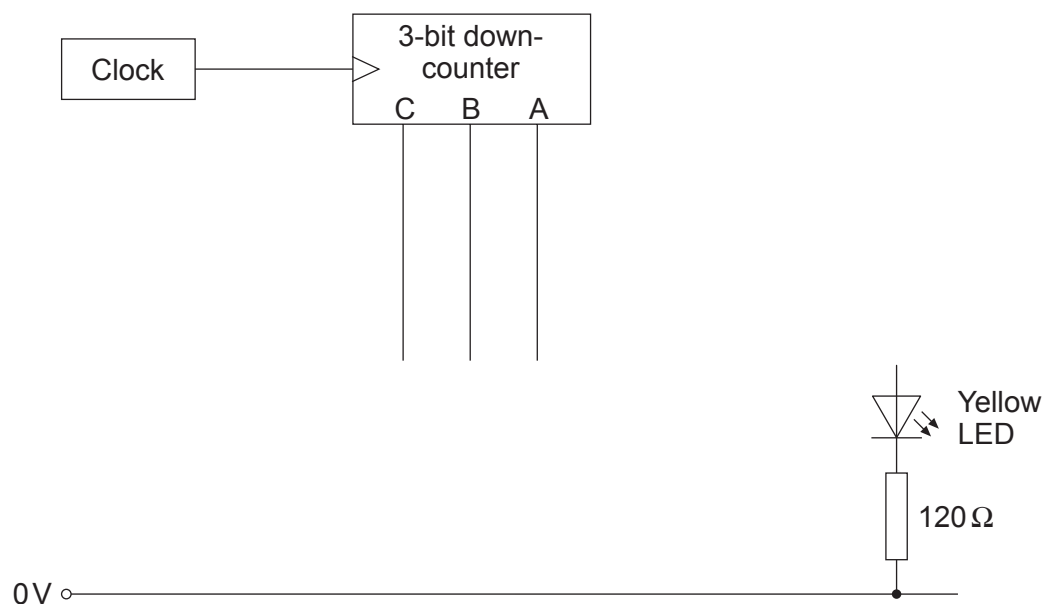 3-bit down-
counter
Clock
C B A
Yellow
LED
120 Ω
0 V